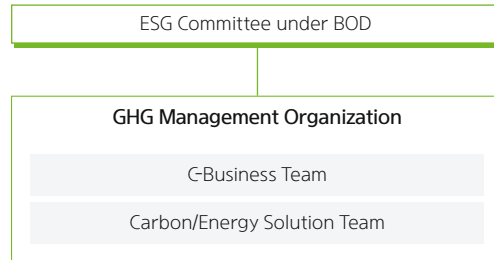 ESG Committee under BOD
GHG Management Organization
C-Business Team
Carbon/Energy Solution Team